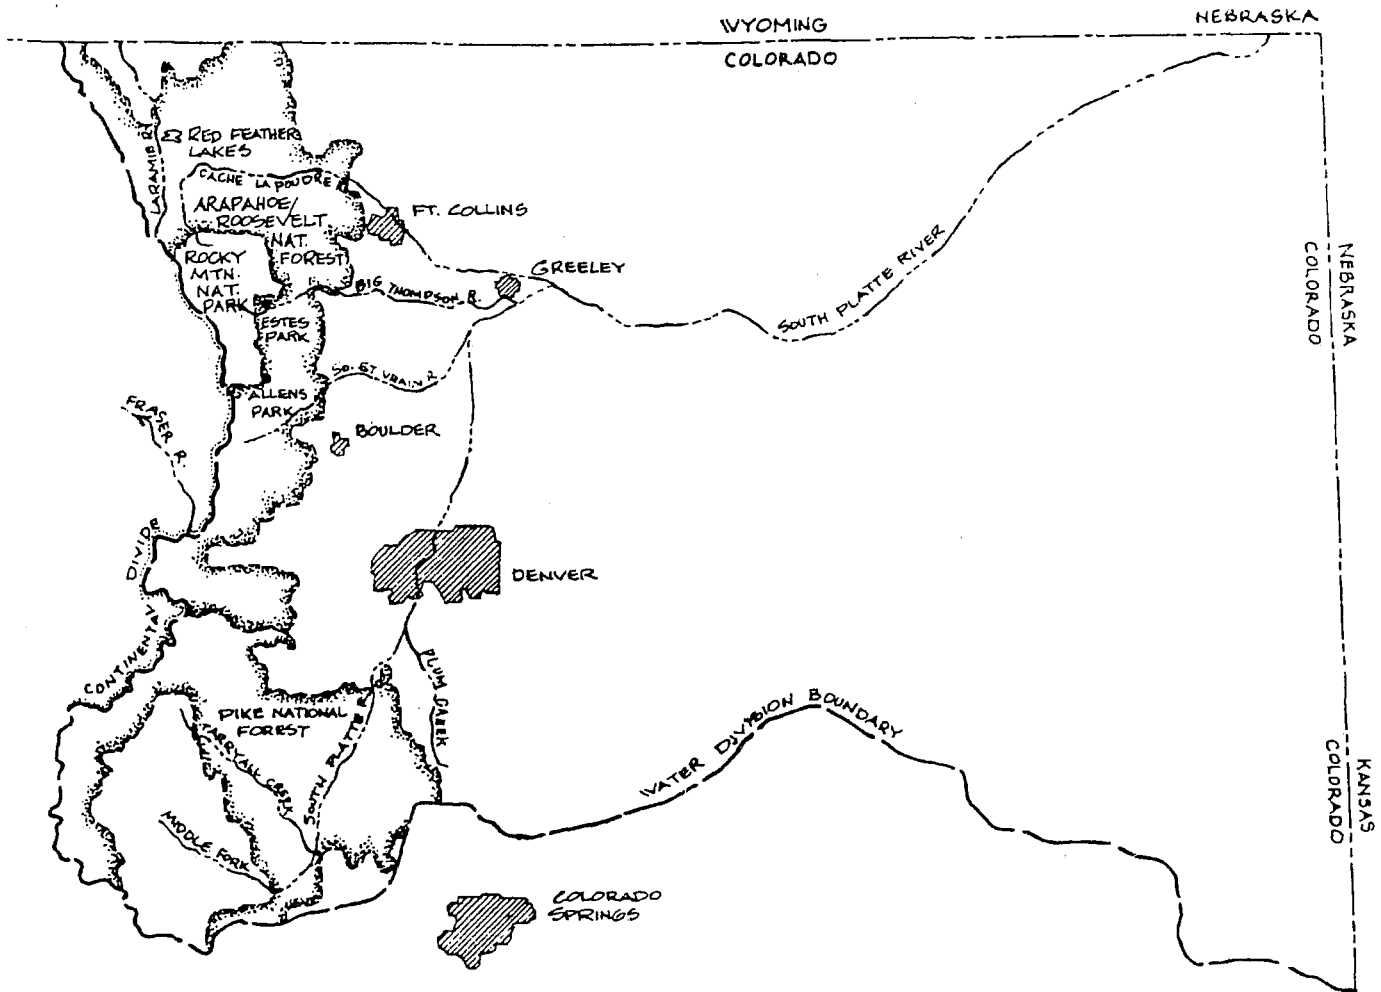 WYOMING
NEBRASKA
COLORADO
LARAMIE R.
RED FEATHER
LAKES
CACHE LA POUDRE
ARAPAHOE/
ROOSEVELT
NAT.
FOREST
FT. COLLINS
ROCKY
MTN.
NAT.
PARK
GREELEY
BIG THOMPSON R.
SOUTH PLATTE RIVER
NEBRASKA
COLORADO
ESTES
PARK
SO. ST VRAIN R.
ALLENS
PARK
FRASER R.
BOULDER
DENVER
CONTINENTAL DIVIDE
PLUM CREEK
PIKE NATIONAL
FOREST
TARRYALL CREEK
SOUTH PLATTE R.
MIDDLE FORK
WATER DIVISION BOUNDARY
KANSAS
COLORADO
COLORADO
SPRINGS